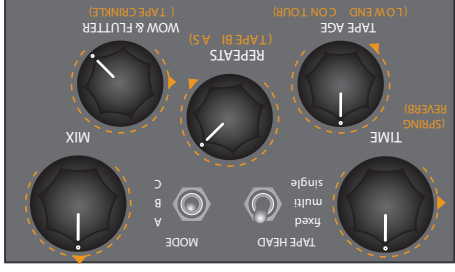 TAPE HEAD
fixed
multi
single
MODE
A
B
C
TIME
(SPRING
REVERB)
MIX
TAPE AGE
(LOW END CONTOUR)
REPEATS
(TAPE BIAS)
WOW & FLUTTER
(TAPE CRINKLE)